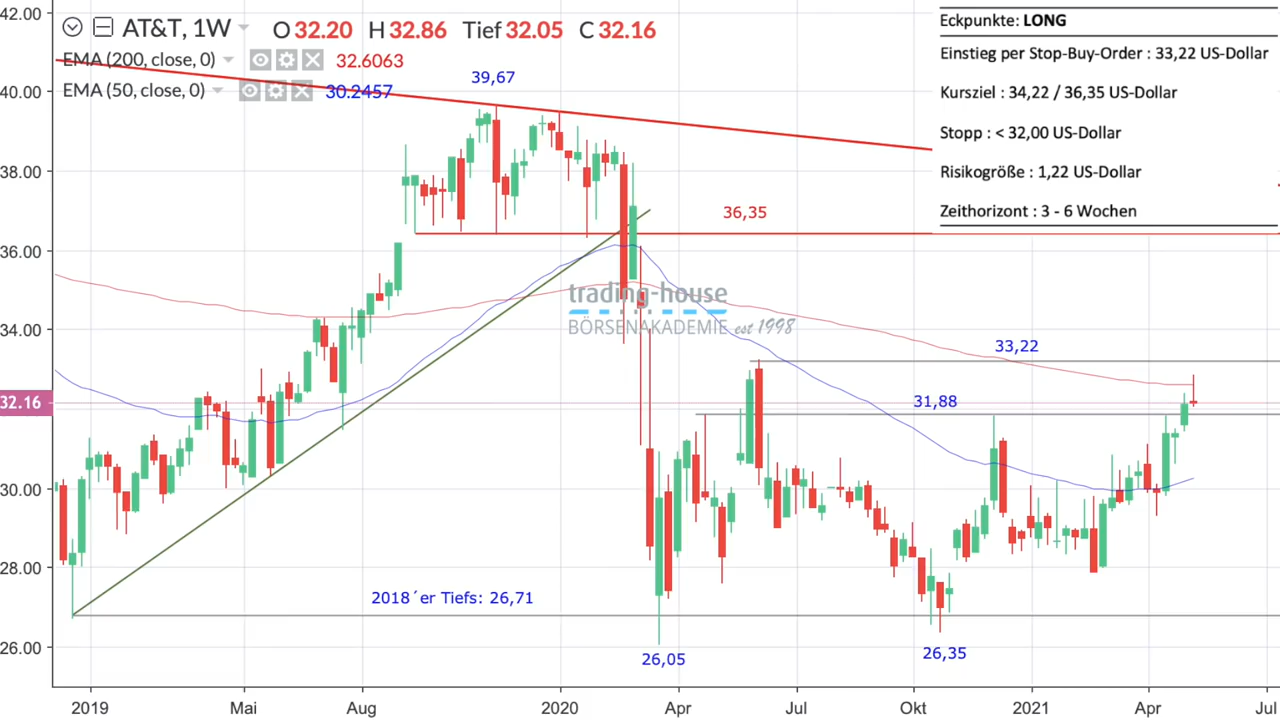 AT&T, 1W O 32.20 H 32.86 Tief 32.05 C 32.16
EMA (200, close, 0) 32.6063
EMA (50, close, 0) 30.2457
Eckpunkte: LONG
Einstieg per Stop-Buy-Order : 33,22 US-Dollar
Kursziel : 34,22 / 36,35 US-Dollar
Stopp : < 32,00 US-Dollar
Risikogröße : 1,22 US-Dollar
Zeithorizont : 3 - 6 Wochen
42.00
40.00
38.00
36.00
34.00
32.16
30.00
28.00
26.00
39,67
36,35
trading-house
BÖRSENAKADEMIE est 1998
33,22
31,88
2018´er Tiefs: 26,71
26,05
26,35
2019 Mai Aug 2020 Apr Jul Okt 2021 Apr Jul